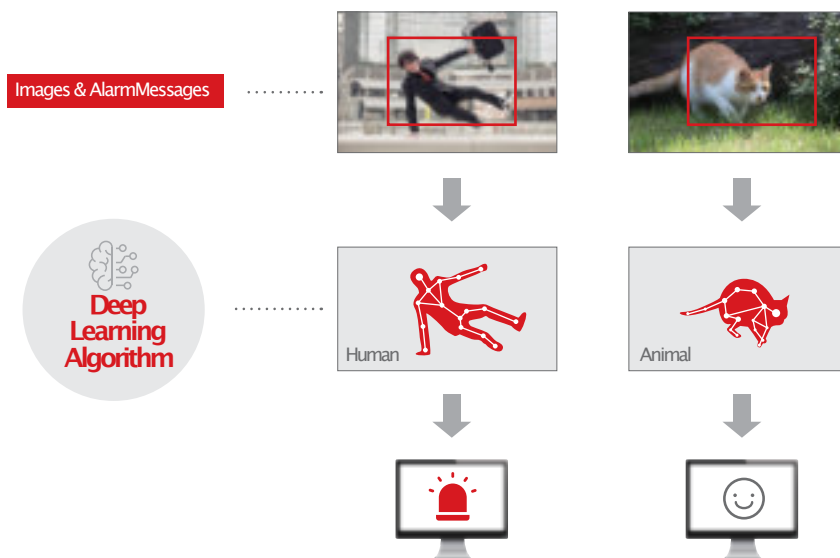 Images & AlarmMessages
Deep
Learning
Algorithm
Human
Animal